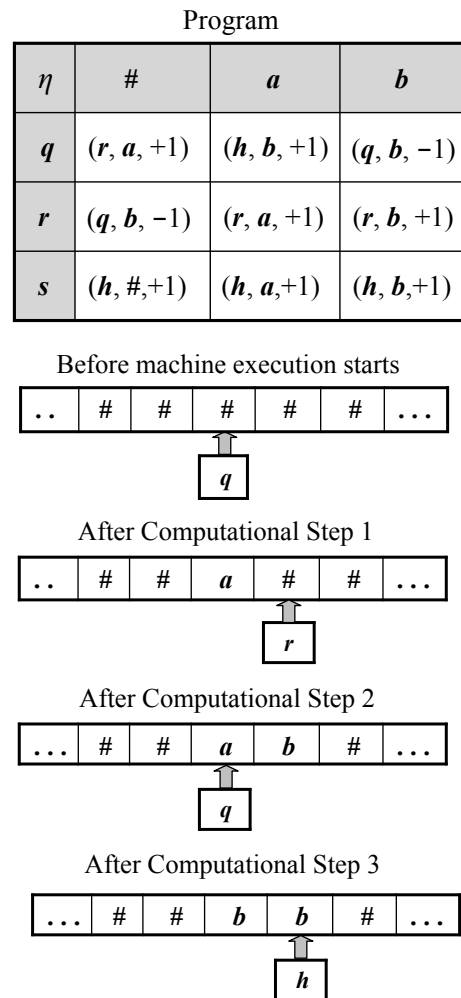 Program
η # a b
q (r, a, +1) (h, b, +1) (q, b, −1)
r (q, b, −1) (r, a, +1) (r, b, +1)
s (h, #,+1) (h, a,+1) (h, b,+1)
Before machine execution starts
. . # # # # # . . .
q
After Computational Step 1
. . # # a # # . . .
r
After Computational Step 2
. . . # # a b # . . .
q
After Computational Step 3
. . . # # b b # . . .
h